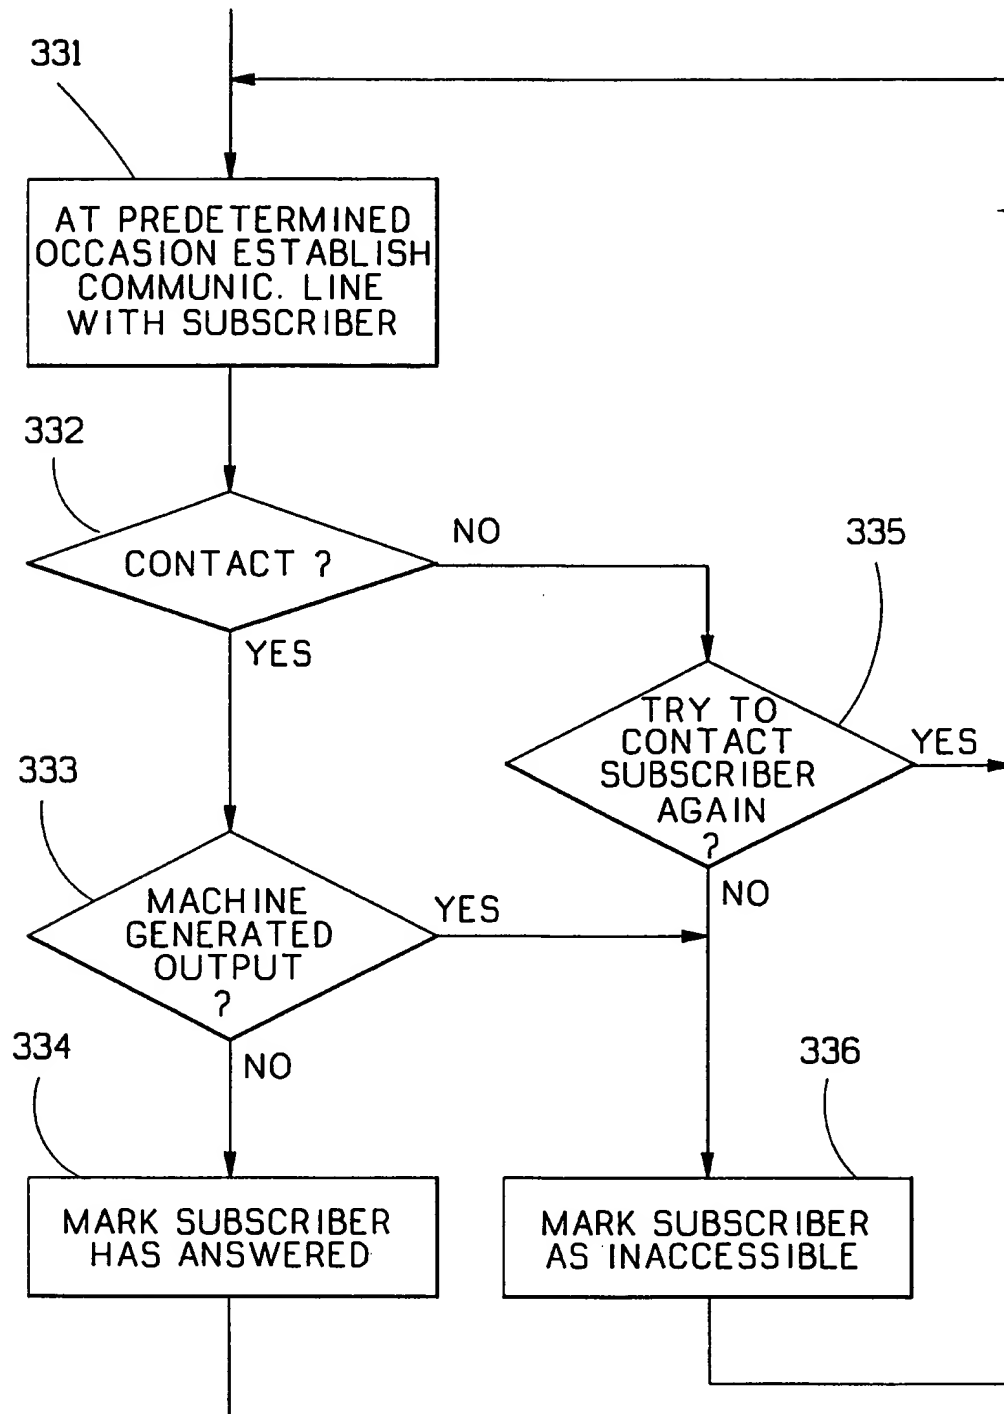 331
AT PREDETERMINED
OCCASION ESTABLISH
COMMUNIC. LINE
WITH SUBSCRIBER
332
CONTACT ?
NO
YES
335
TRY TO
CONTACT
SUBSCRIBER
AGAIN
?
YES
NO
333
MACHINE
GENERATED
OUTPUT
?
YES
NO
334
MARK SUBSCRIBER
HAS ANSWERED
336
MARK SUBSCRIBER
AS INACCESSIBLE